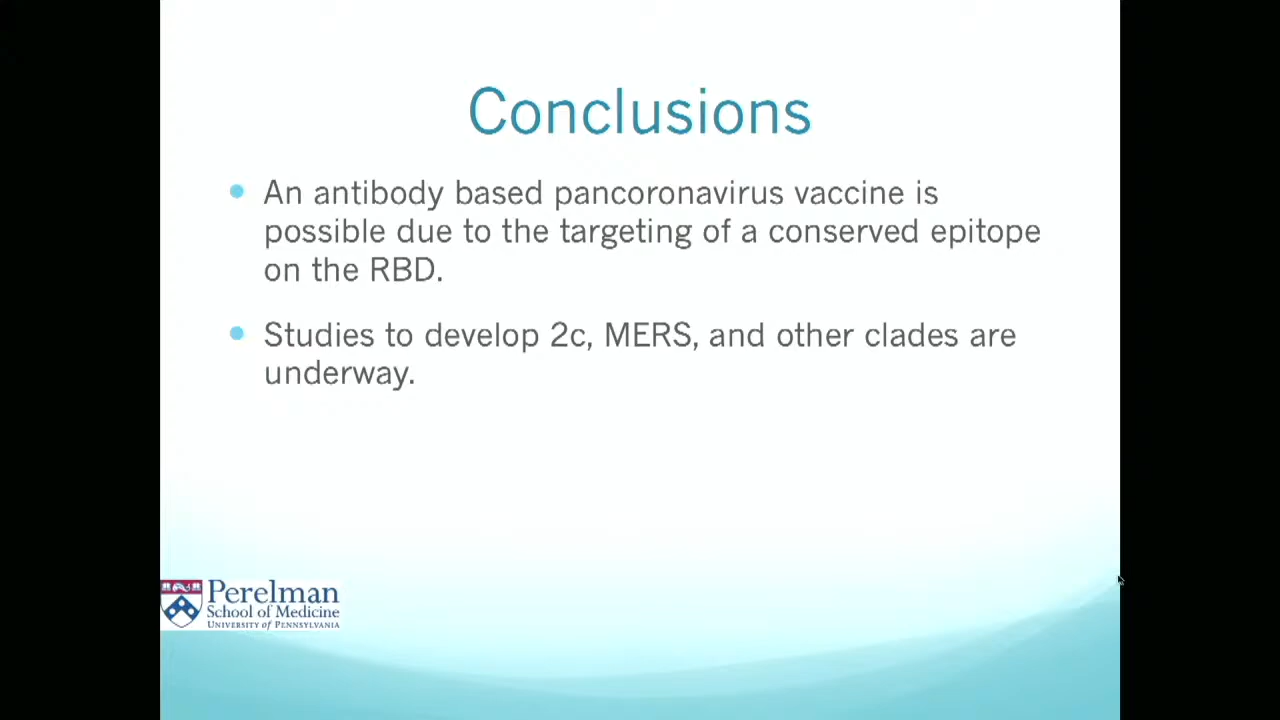 Conclusions
An antibody based pancoronavirus vaccine is
possible due to the targeting of a conserved epitope
on the RBD.
Studies to develop 2c, MERS, and other clades are
underway.
Perelman
School of Medicine
UNIVERSITY of PENNSYLVANIA